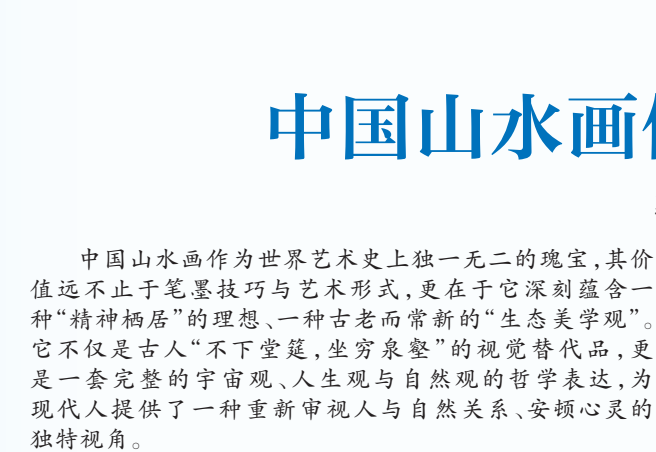 中国山水画
中国山水画作为世界艺术史上独一无二的瑰宝,其价
值远不止于笔墨技巧与艺术形式,更在于它深刻蕴含一
种“精神栖居”的理想、一种古老而常新的“生态美学观”。
它不仅是古人“不下堂筵,坐穷泉壑”的视觉替代品,更
是一套完整的宇宙观、人生观与自然观的哲学表达,为
现代人提供了一种重新审视人与自然关系、安顿心灵的
独特视角。